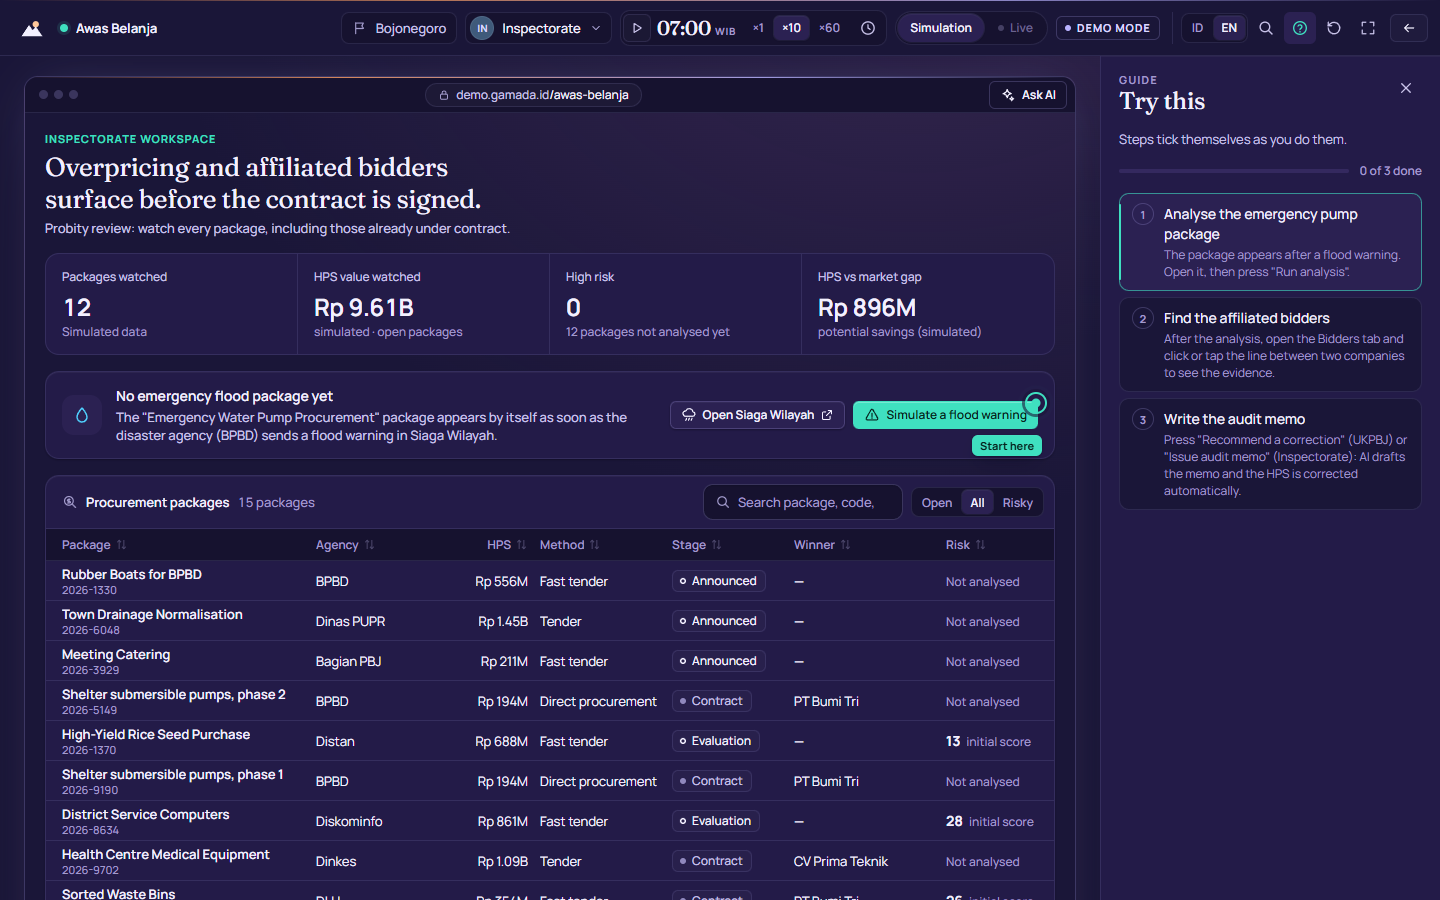 Awas Belanja
Bojonegoro
IN Inspectorate
07:00 WIB
×1 ×10 ×60
Simulation Live
DEMO MODE
ID EN
demo.gamada.id/awas-belanja
Ask AI
INSPECTORATE WORKSPACE
Overpricing and affiliated bidders
surface before the contract is signed.
Probity review: watch every package, including those already under contract.
Packages watched
12
Simulated data
HPS value watched
Rp 9.61B
simulated · open packages
High risk
0
12 packages not analysed yet
HPS vs market gap
Rp 896M
potential savings (simulated)
No emergency flood package yet
The "Emergency Water Pump Procurement" package appears by itself as soon as the
disaster agency (BPBD) sends a flood warning in Siaga Wilayah.
Open Siaga Wilayah
Simulate a flood warning
Start here
Procurement packages 15 packages
Search package, code,
Open All Risky
Package Agency HPS Method Stage Winner Risk
Rubber Boats for BPBD
2026-1330
BPBD Rp 556M Fast tender Announced – Not analysed
Town Drainage Normalisation
2026-6048
Dinas PUPR Rp 1.45B Tender Announced – Not analysed
Meeting Catering
2026-3929
Bagian PBJ Rp 211M Fast tender Announced – Not analysed
Shelter submersible pumps, phase 2
2026-5149
BPBD Rp 194M Direct procurement Contract PT Bumi Tri Not analysed
High-Yield Rice Seed Purchase
2026-1370
Distan Rp 688M Fast tender Evaluation – 13 initial score
Shelter submersible pumps, phase 1
2026-9190
BPBD Rp 194M Direct procurement Contract PT Bumi Tri Not analysed
District Service Computers
2026-8634
Diskominfo Rp 861M Fast tender Evaluation – 28 initial score
Health Centre Medical Equipment
2026-9702
Dinkes Rp 1.09B Tender Contract CV Prima Teknik Not analysed
Sorted Waste Bins
GUIDE
Try this
Steps tick themselves as you do them.
0 of 3 done
1 Analyse the emergency pump
package
The package appears after a flood warning.
Open it, then press "Run analysis".
2 Find the affiliated bidders
After the analysis, open the Bidders tab and
click or tap the line between two companies
to see the evidence.
3 Write the audit memo
Press "Recommend a correction" (UKPBJ) or
"Issue audit memo" (Inspectorate): AI drafts
the memo and the HPS is corrected
automatically.